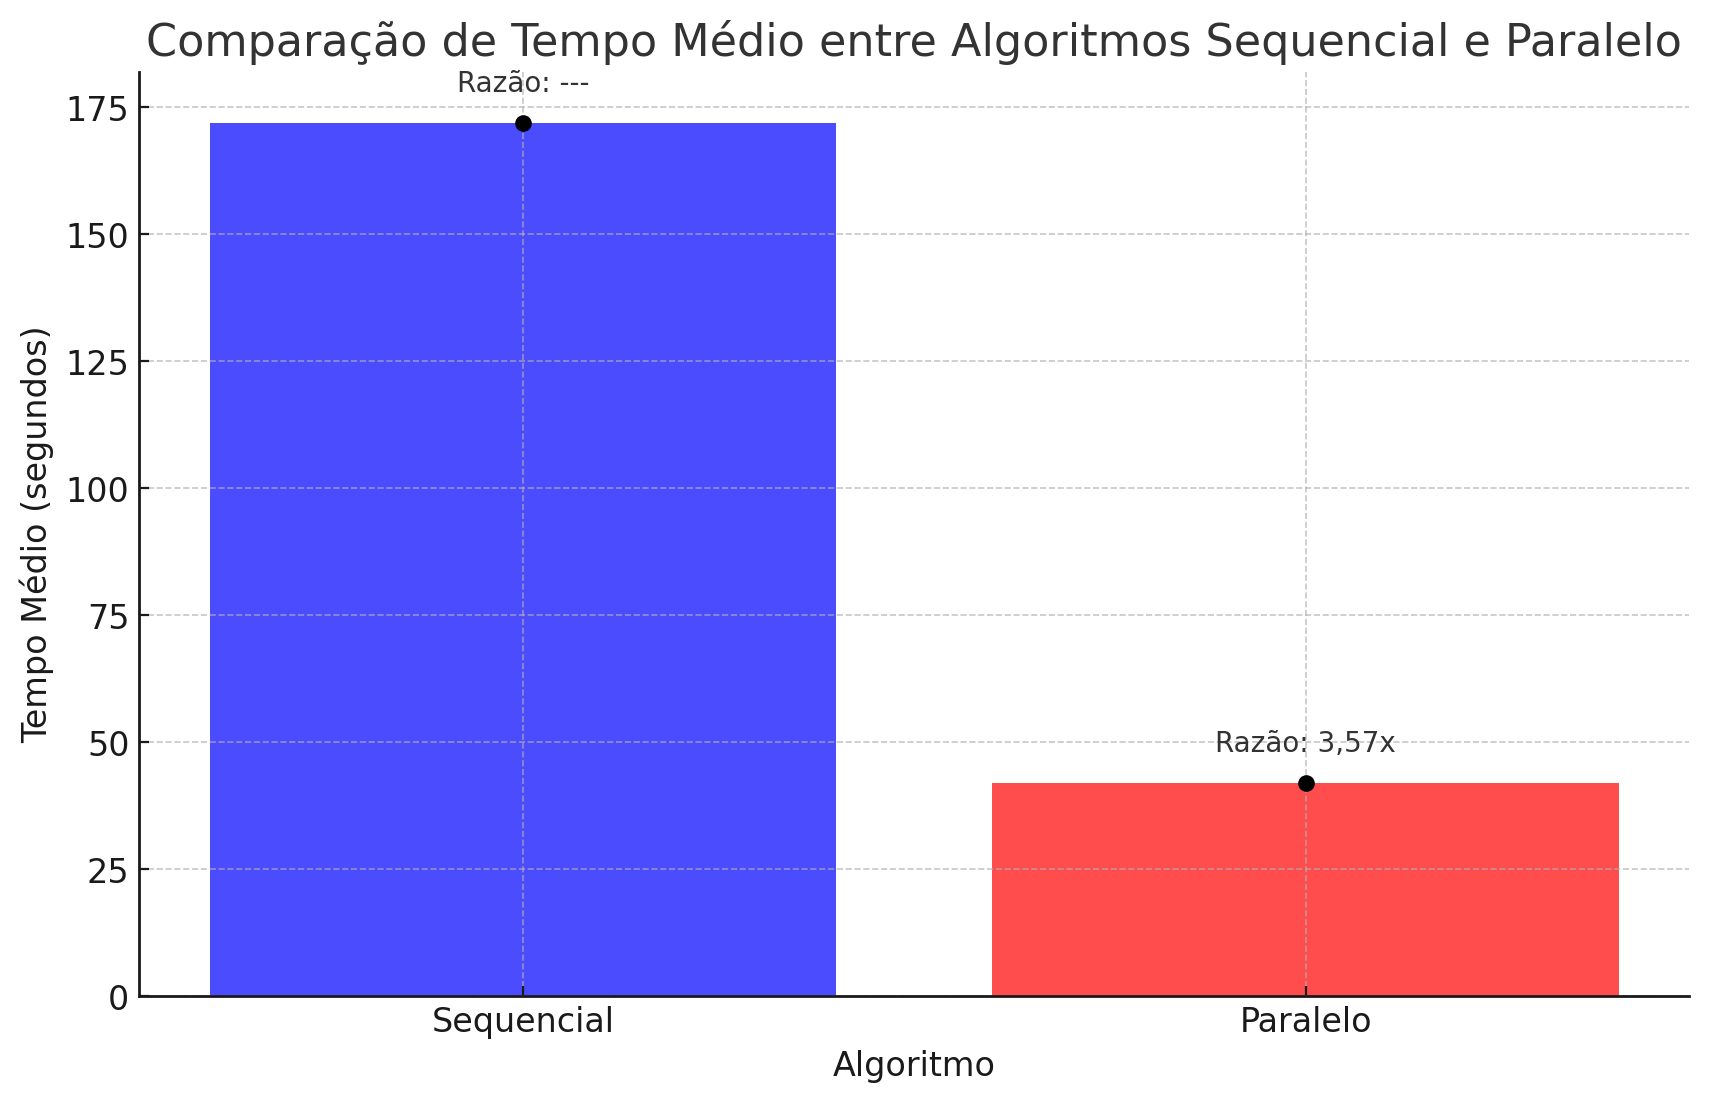 Comparação de Tempo Médio entre Algoritmos Sequencial e Paralelo
Razão: ---
175
150
125
100
75
50
25
0
Tempo Médio (segundos)
Razão: 3,57x
Sequencial
Paralelo
Algoritmo